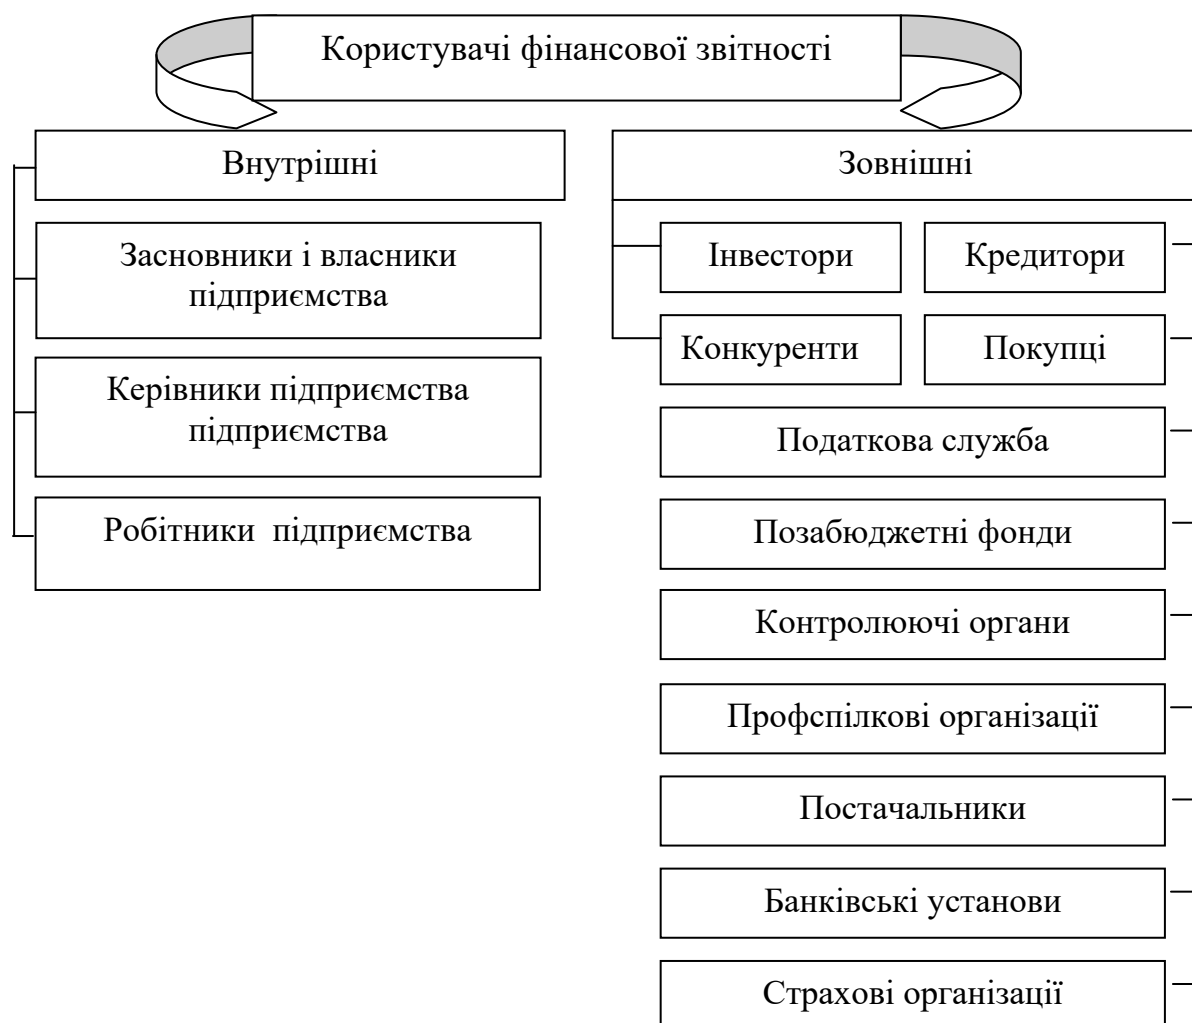 Користувачі фінансової звітності
Внутрішні
Засновники і власники
підприємства
Керівники підприємства
підприємства
Робітники підприємства
Зовнішні
Інвестори
Кредитори
Конкуренти
Покупці
Податкова служба
Позабюджетні фонди
Контролюючі органи
Профспілкові організації
Постачальники
Банківські установи
Страхові організації